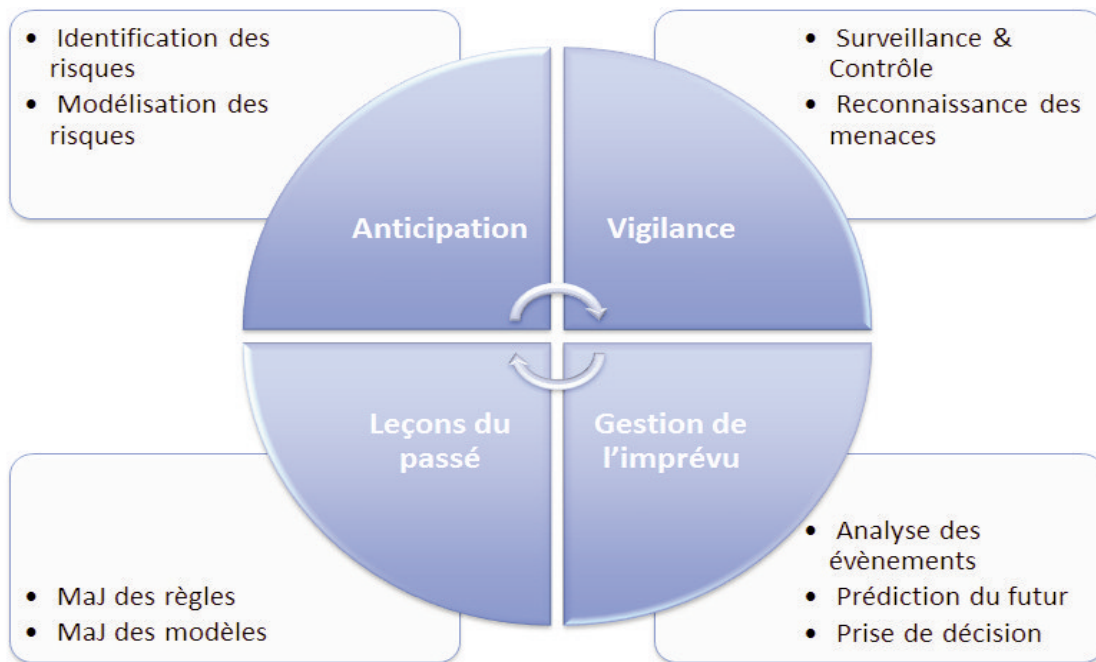 • Identification des
risques
• Modélisation des
risques
• Surveillance &
Contrôle
• Reconnaissance des
menaces
Anticipation
Vigilance
Leçons du
passé
Gestion de
l’imprévu
• MaJ des règles
• MaJ des modèles
• Analyse des
évènements
• Prédiction du futur
• Prise de décision